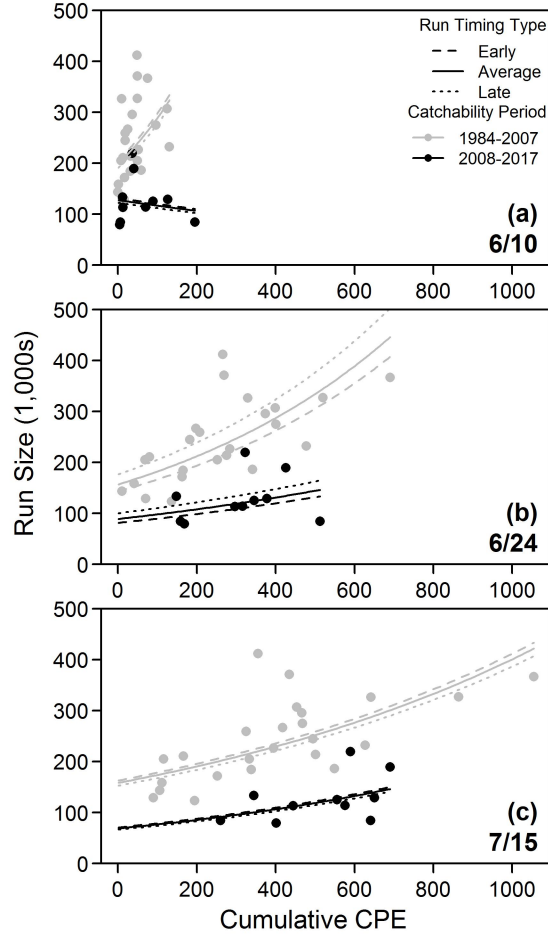 500
400
300
200
100
0
Run Timing Type
Early
Average
Late
Catchability Period
1984-2007
2008-2017
(a)
6/10
0 200 400 600 800 1000
500
400
300
200
100
0
(b)
6/24
0 200 400 600 800 1000
Run Size (1,000s)
500
400
300
200
100
0
(c)
7/15
0 200 400 600 800 1000
Cumulative CPE